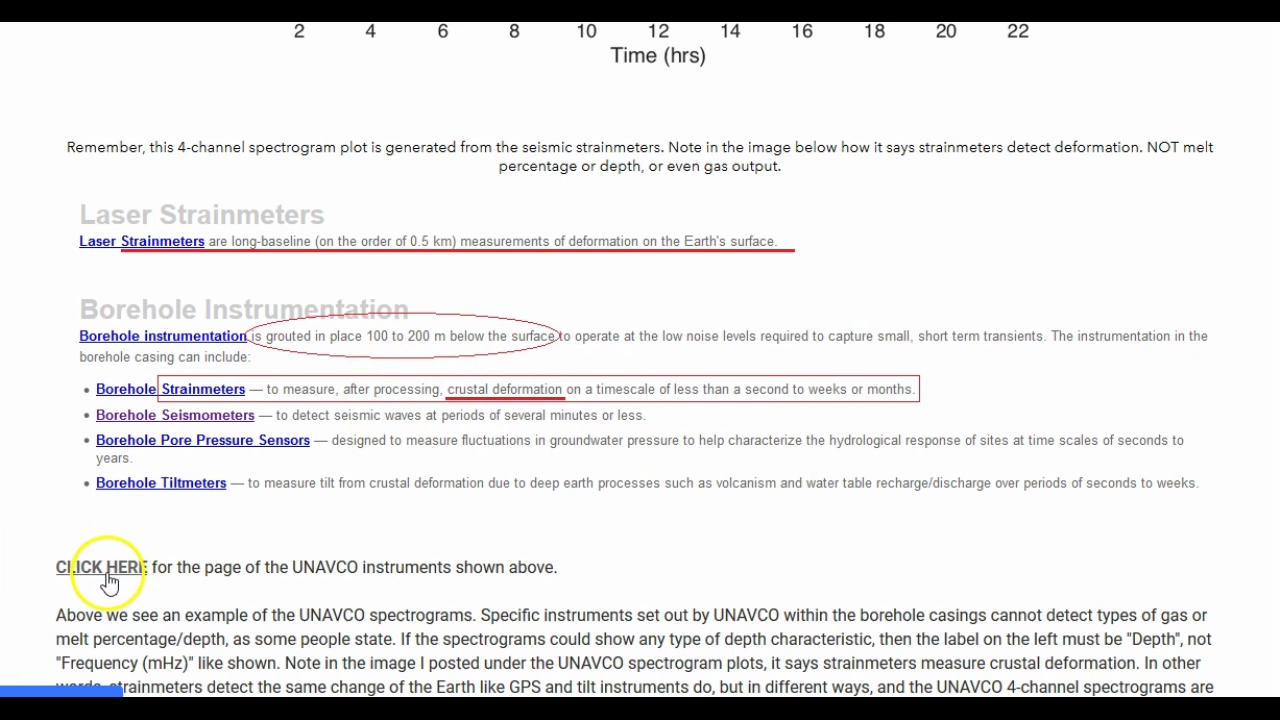 2 4 6 8 10 12 14 16 18 20 22
Time (hrs)
Remember, this 4-channel spectrogram plot is generated from the seismic strainmeters. Note in the image below how it says strainmeters detect deformation. NOT melt
percentage or depth, or even gas output.
Laser Strainmeters
Laser Strainmeters are long-baseline (on the order of 0.5 km) measurements of deformation on the Earth's surface.
Borehole Instrumentation
Borehole instrumentation is grouted in place 100 to 200 m below the surface to operate at the low noise levels required to capture small, short term transients. The instrumentation in the
borehole casing can include:
• Borehole Strainmeters — to measure, after processing, crustal deformation on a timescale of less than a second to weeks or months.
• Borehole Seismometers — to detect seismic waves at periods of several minutes or less.
• Borehole Pore Pressure Sensors — designed to measure fluctuations in groundwater pressure to help characterize the hydrological response of sites at time scales of seconds to
years.
• Borehole Tiltmeters — to measure tilt from crustal deformation due to deep earth processes such as volcanism and water table recharge/discharge over periods of seconds to weeks.
CLICK HERE for the page of the UNAVCO instruments shown above.
Above we see an example of the UNAVCO spectrograms. Specific instruments set out by UNAVCO within the borehole casings cannot detect types of gas or
melt percentage/depth, as some people state. If the spectrograms could show any type of depth characteristic, then the label on the left must be "Depth", not
"Frequency (mHz)" like shown. Note in the image I posted under the UNAVCO spectrogram plots, it says strainmeters measure crustal deformation. In other
words, strainmeters detect the same change of the Earth like GPS and tilt instruments do, but in different ways, and the UNAVCO 4-channel spectrograms are